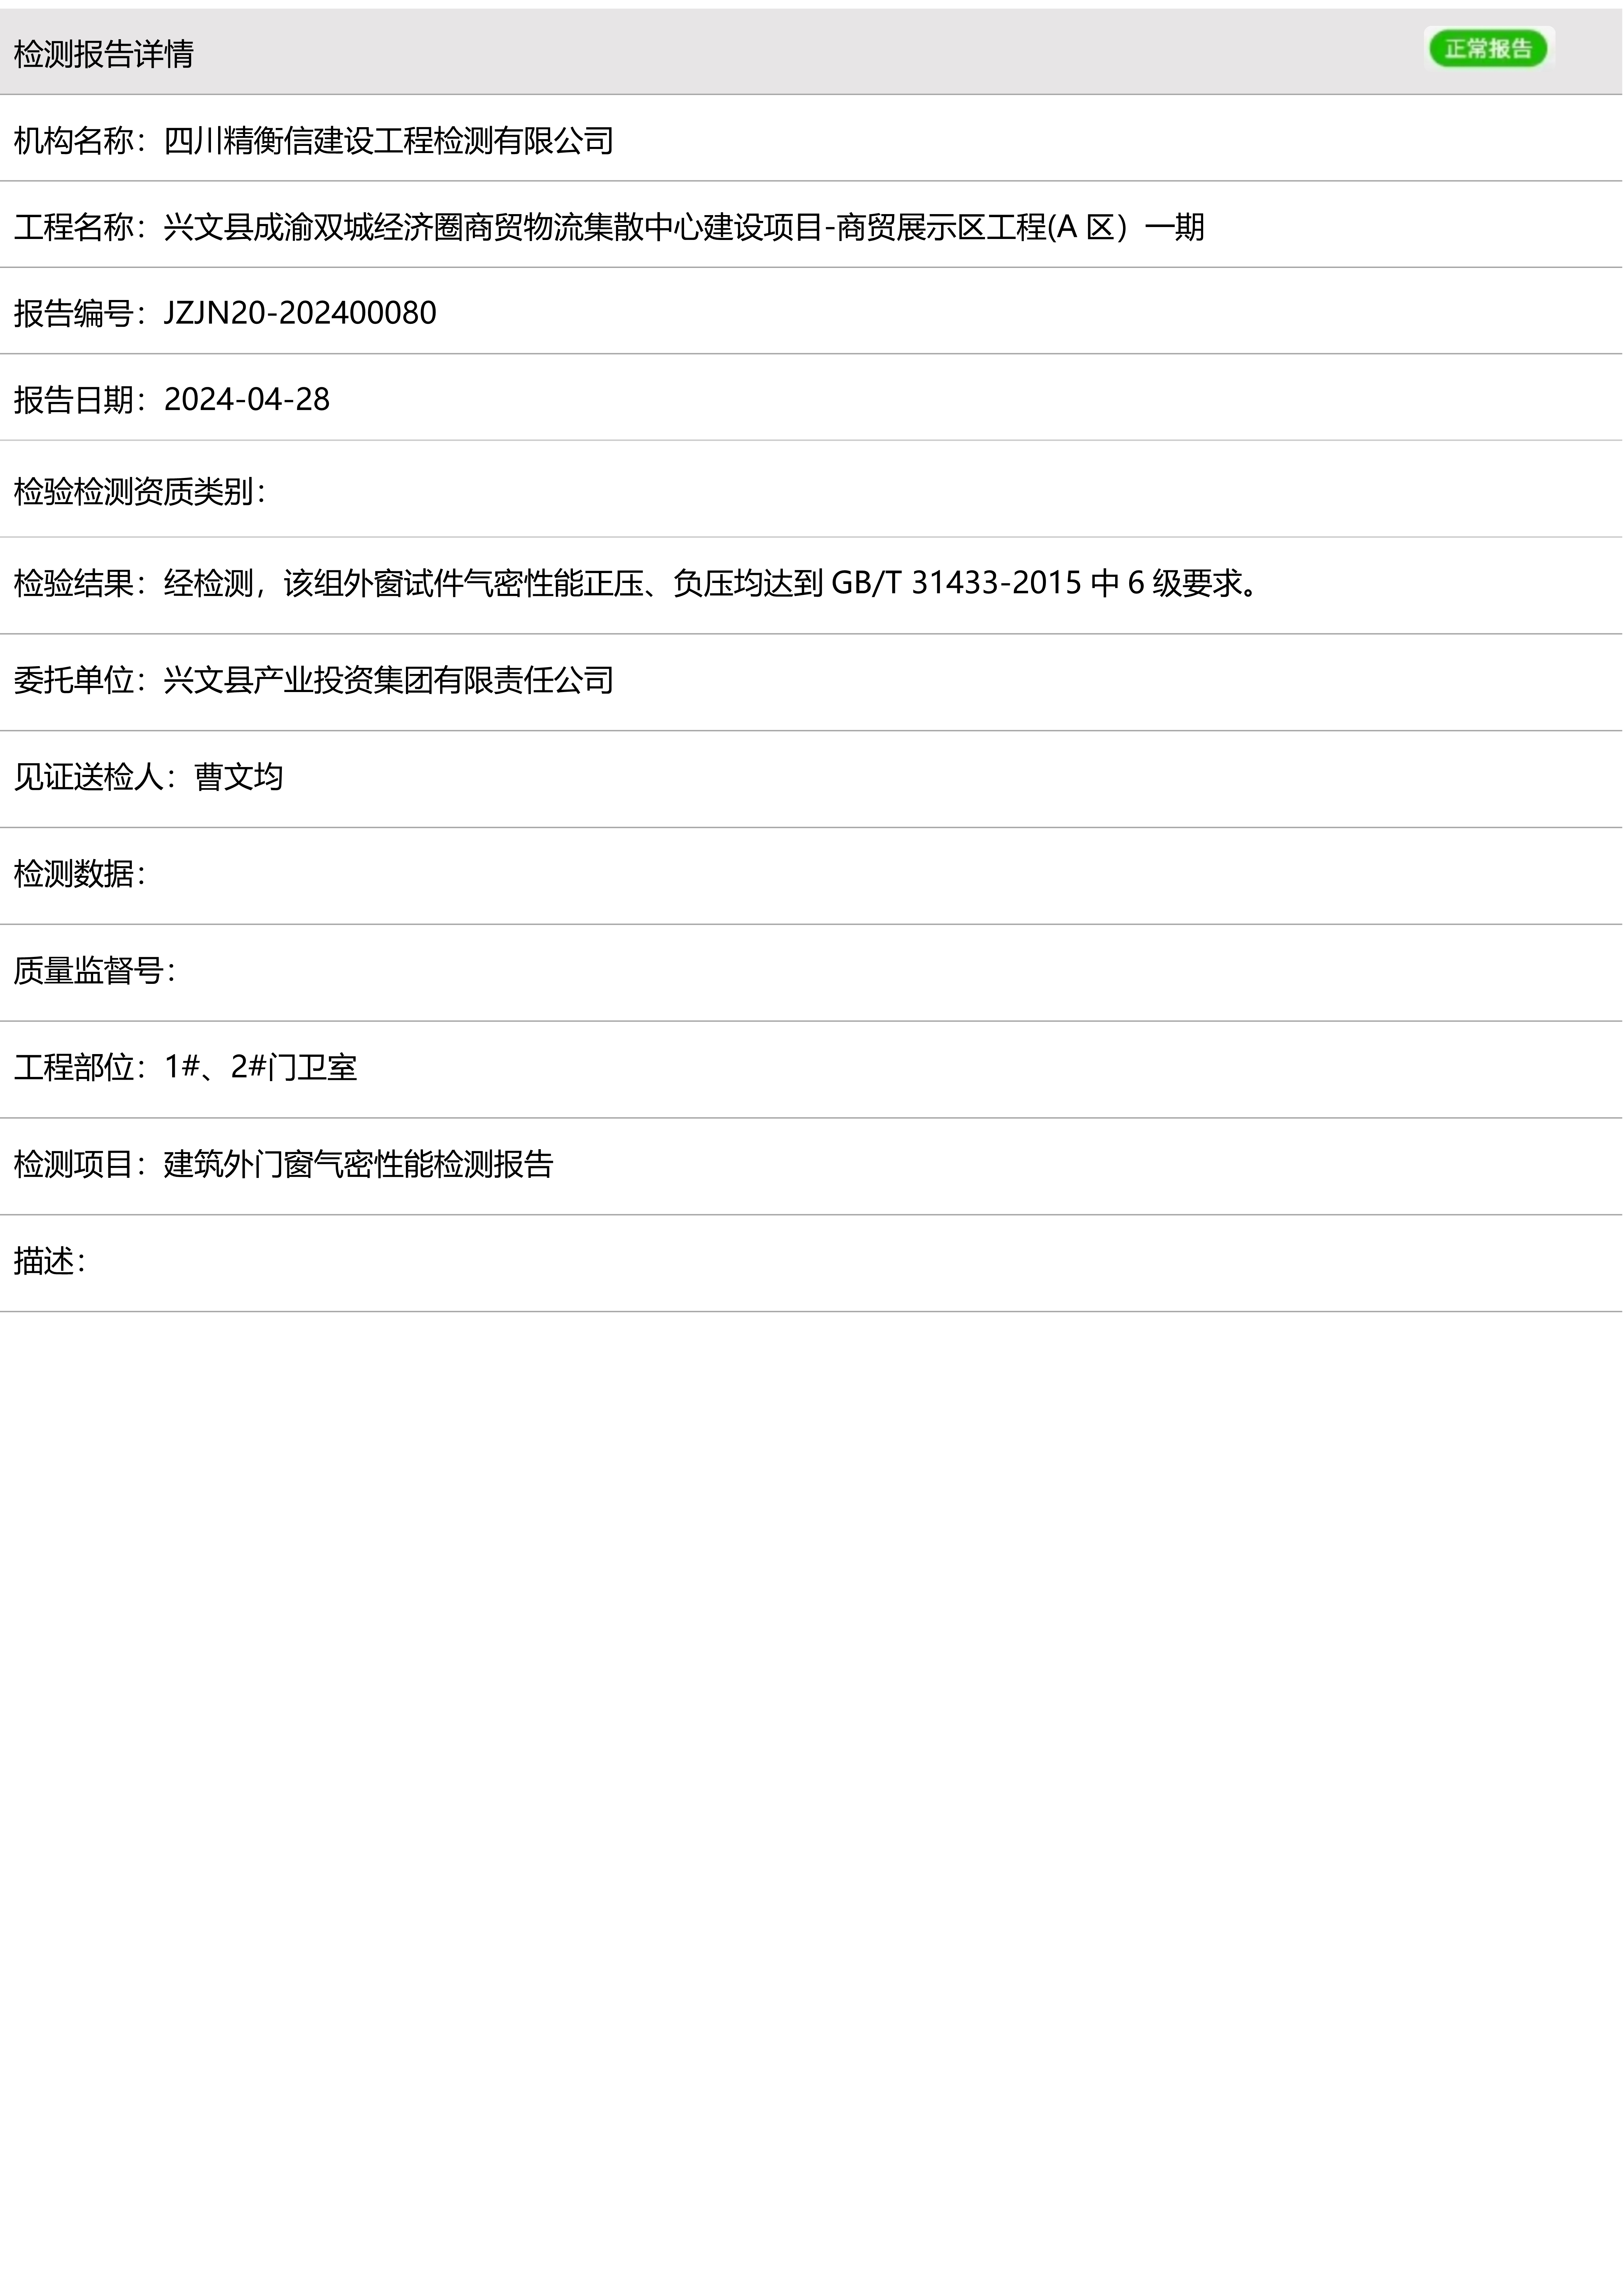 检测报告详情
正常报告
机构名称：四川精衡信建设工程检测有限公司
工程名称：兴文县成渝双城经济圈商贸物流集散中心建设项目-商贸展示区工程(A 区）一期
报告编号：JZJN20-202400080
报告日期：2024-04-28
检验检测资质类别：
检验结果：经检测，该组外窗试件气密性能正压、负压均达到 GB/T 31433-2015 中 6 级要求。
委托单位：兴文县产业投资集团有限责任公司
见证送检人：曹文均
检测数据：
质量监督号：
工程部位：1#、2#门卫室
检测项目：建筑外门窗气密性能检测报告
描述：